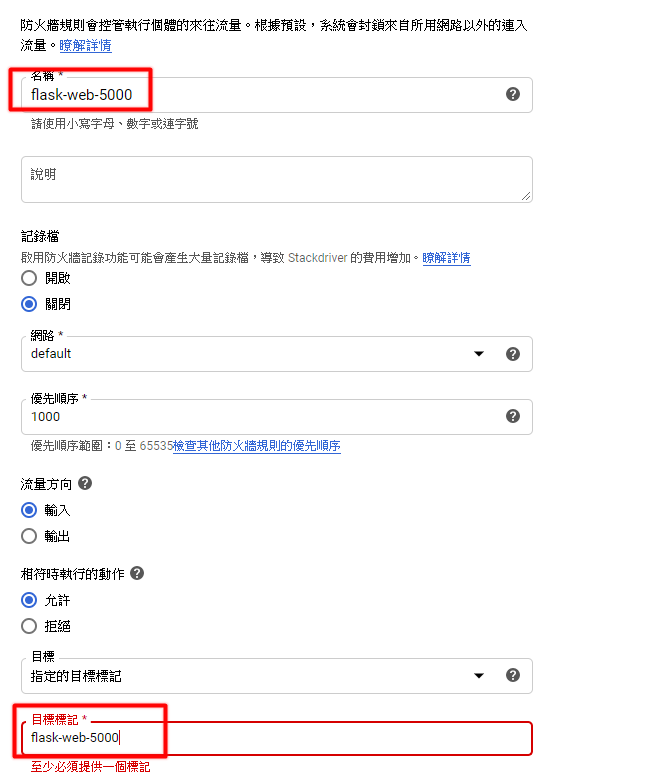 防火牆規則會控管執行個體的來往流量。根據預設，系統會封鎖來自所用網路以外的連入
流量。瞭解詳情
名稱 *
flask-web-5000
請使用小寫字母、數字或連字號
說明
記錄檔
啟用防火牆記錄功能可能會產生大量記錄檔，導致 Stackdriver 的費用增加。瞭解詳情
開啟
關閉
網路 *
default
優先順序 *
1000
優先順序範圍：0 至 65535檢查其他防火牆規則的優先順序
流量方向
輸入
輸出
相符時執行的動作
允許
拒絕
目標
指定的目標標記
目標標記 *
flask-web-5000
至少必須提供一個標記